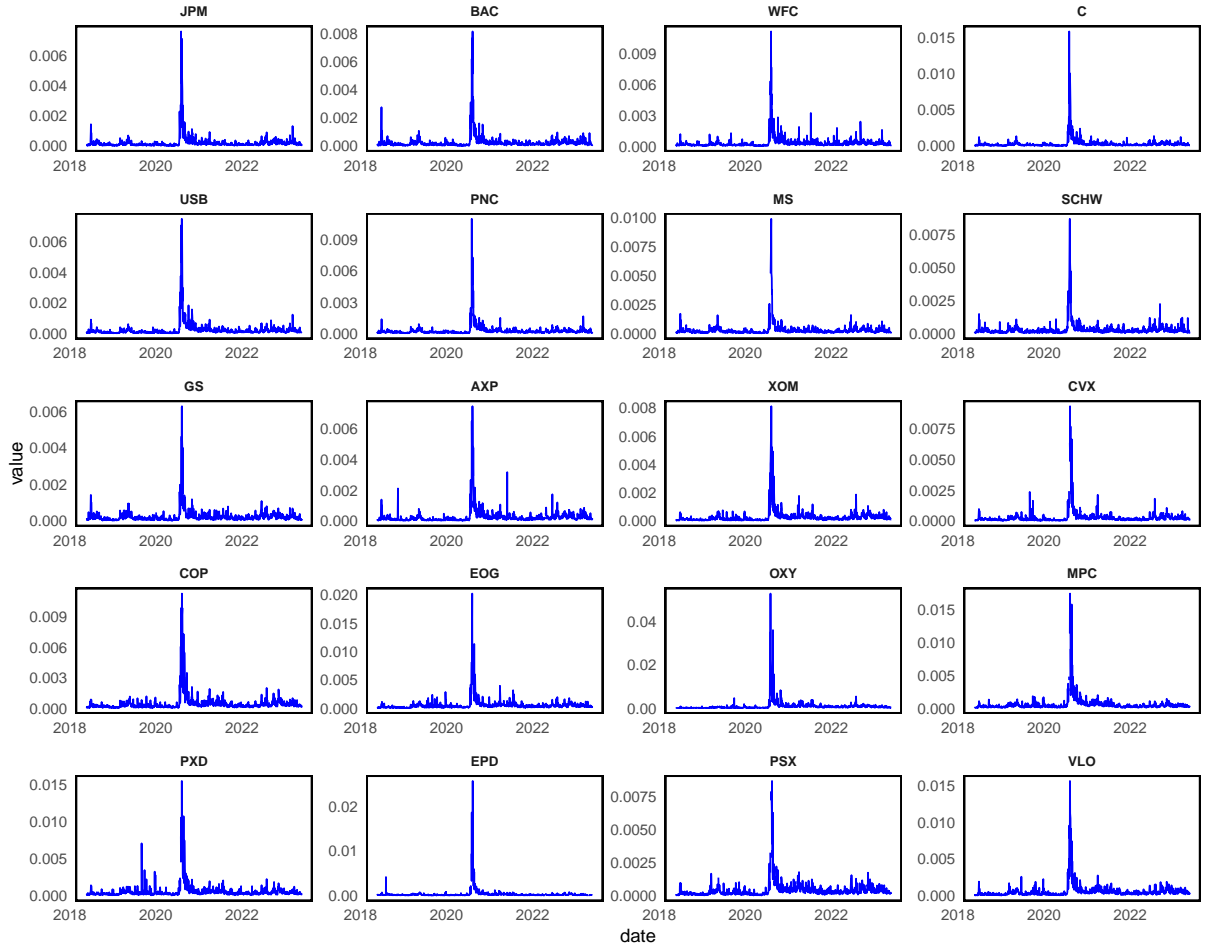 JPM BAC WFC C
0.006 0.004 0.002 0.000
0.008 0.006 0.004 0.002 0.000
0.009 0.006 0.003 0.000
0.015 0.010 0.005 0.000
2018 2020 2022 2018 2020 2022 2018 2020 2022 2018 2020 2022
USB PNC MS SCHW
0.006 0.004 0.002 0.000
0.009 0.006 0.003 0.000
0.0100 0.0075 0.0050 0.0025 0.0000
0.0075 0.0050 0.0025 0.0000
2018 2020 2022 2018 2020 2022 2018 2020 2022 2018 2020 2022
GS AXP XOM CVX
value
0.006 0.004 0.002 0.000
0.006 0.004 0.002 0.000
0.008 0.006 0.004 0.002 0.000
0.0075 0.0050 0.0025 0.0000
2018 2020 2022 2018 2020 2022 2018 2020 2022 2018 2020 2022
COP EOG OXY MPC
0.009 0.006 0.003 0.000
0.020 0.015 0.010 0.005 0.000
0.04 0.02 0.00
0.015 0.010 0.005 0.000
2018 2020 2022 2018 2020 2022 2018 2020 2022 2018 2020 2022
PXD EPD PSX VLO
0.015 0.010 0.005 0.000
0.02 0.01 0.00
0.0075 0.0050 0.0025 0.0000
0.015 0.010 0.005 0.000
2018 2020 2022 2018 2020 2022 2018 2020 2022 2018 2020 2022
date